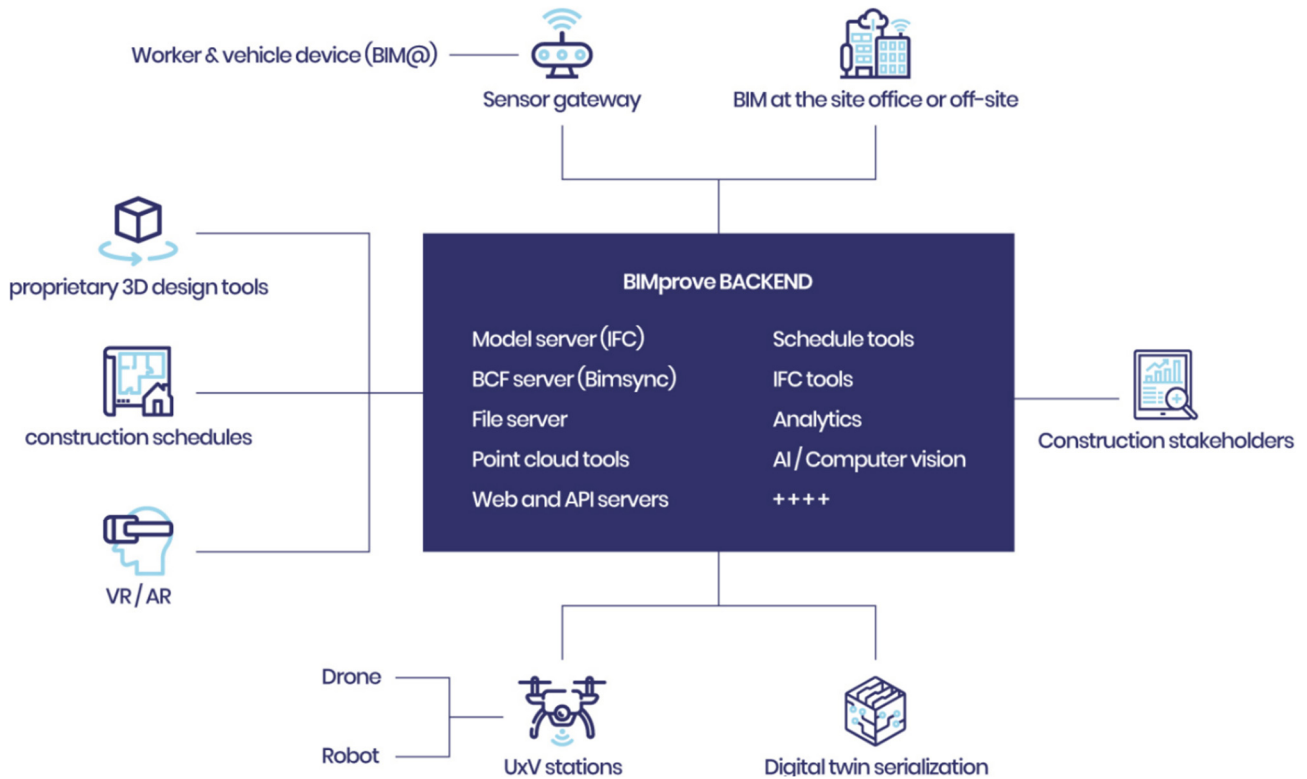 Worker & vehicle device (BIM@)
Sensor gateway
BIM at the site office or off-site
proprietary 3D design tools
construction schedules
VR / AR
BIMprove BACKEND
Model server (IFC)
BCF server (Bimsync)
File server
Point cloud tools
Web and API servers
Schedule tools
IFC tools
Analytics
AI / Computer vision
++++
Construction stakeholders
Drone
Robot
UxV stations
Digital twin serialization